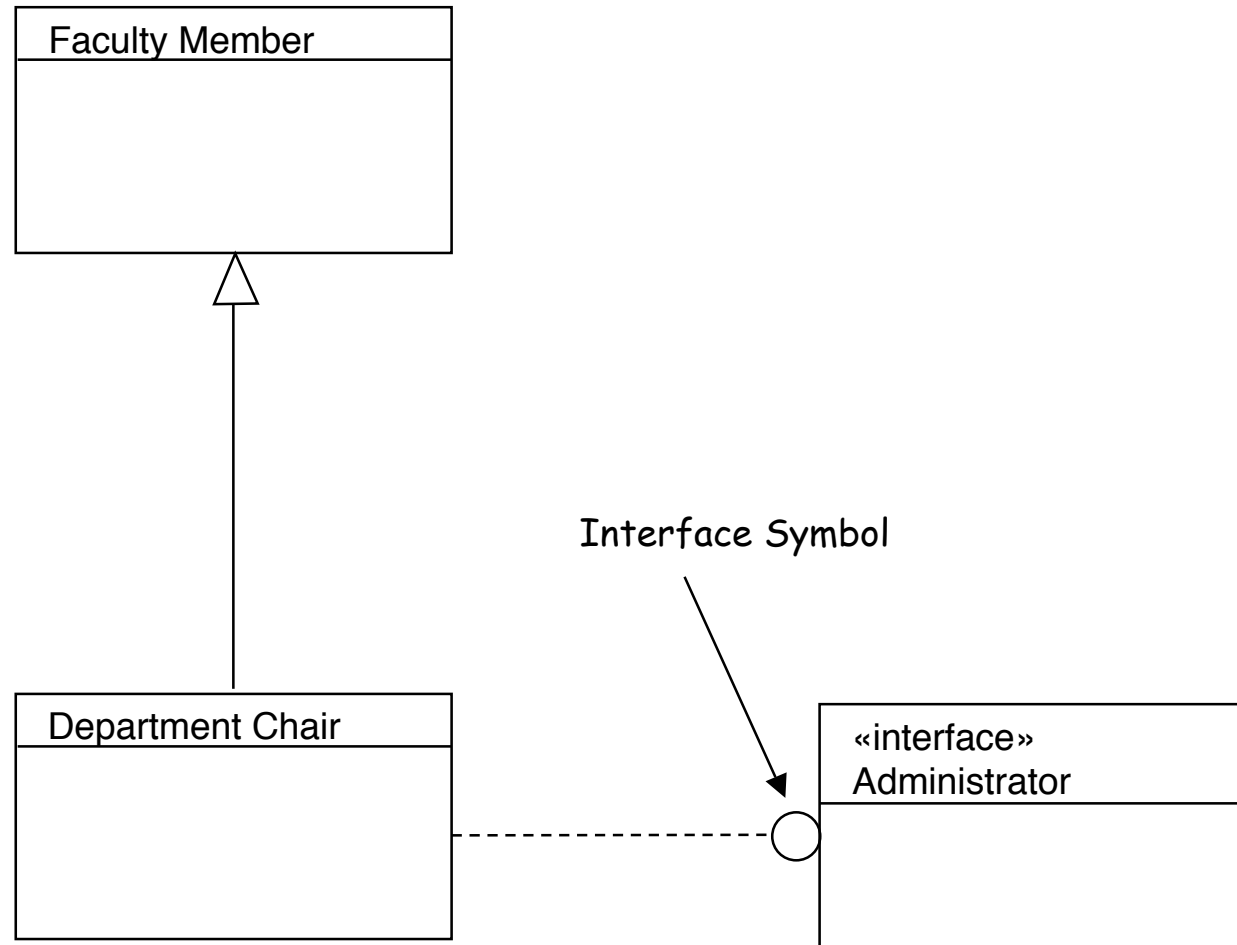 Faculty Member
Interface Symbol
Department Chair
«interface»
Administrator